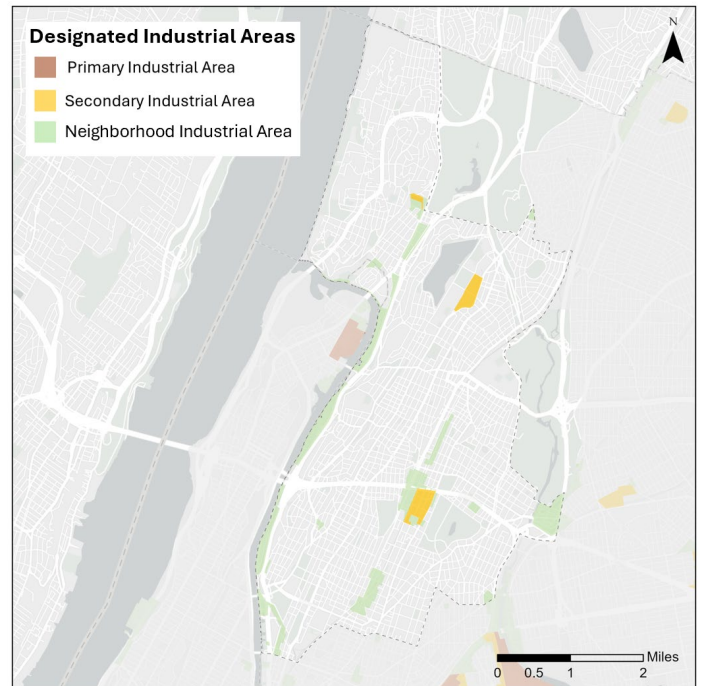 Designated Industrial Areas
Primary Industrial Area
Secondary Industrial Area
Neighborhood Industrial Area
N
Miles
0 0.5 1 2